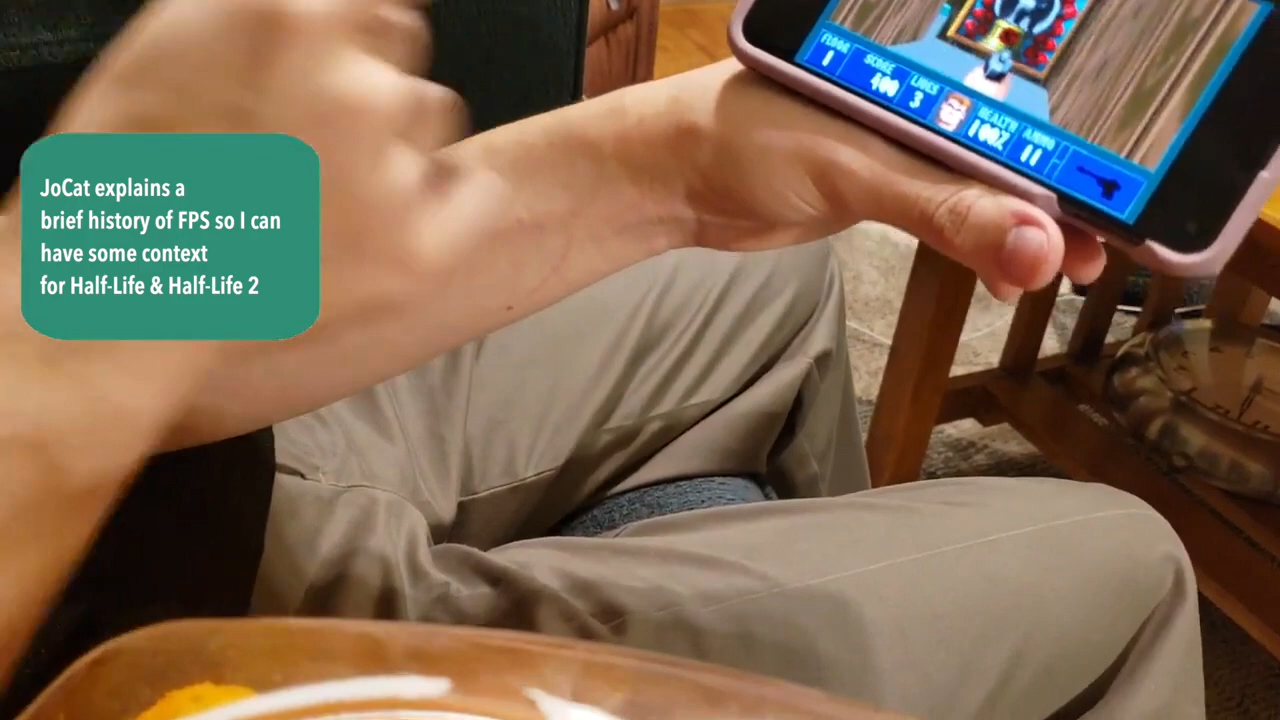 JoCat explains a
brief history of FPS so I can
have some context
for Half-Life & Half-Life 2
FLOOR SCORE LIVES HEALTH AMMO
1 400 3 100% 11